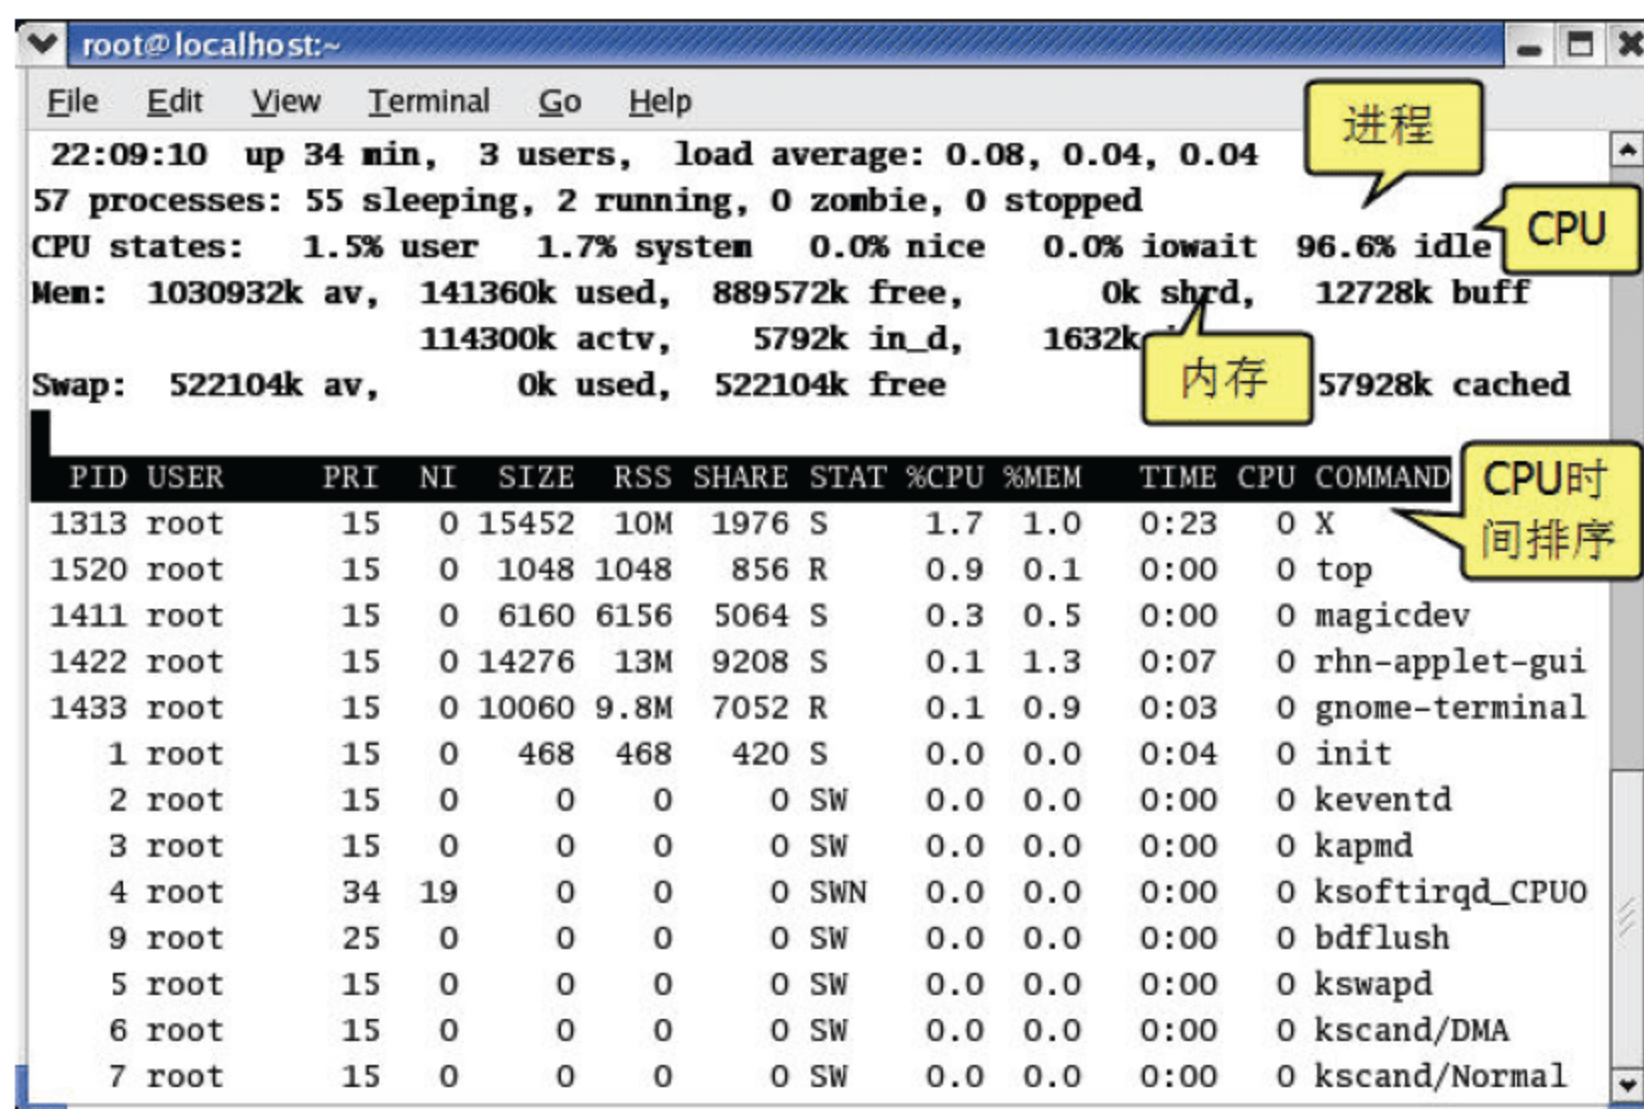 root@localhost:~
File Edit View Terminal Go Help
进程
22:09:10 up 34 min, 3 users, load average: 0.08, 0.04, 0.04
57 processes: 55 sleeping, 2 running, 0 zombie, 0 stopped
CPU
CPU states: 1.5% user 1.7% system 0.0% nice 0.0% iowait 96.6% idle
Mem: 1030932k av, 141360k used, 889572k free, 0k shrd, 12728k buff
114300k actv, 5792k in_d, 1632k
内存
Swap: 522104k av, 0k used, 522104k free 57928k cached
PID USER PRI NI SIZE RSS SHARE STAT %CPU %MEM TIME CPU COMMAND
CPU时
间排序
1313 root 15 0 15452 10M 1976 S 1.7 1.0 0:23 0 X
1520 root 15 0 1048 1048 856 R 0.9 0.1 0:00 0 top
1411 root 15 0 6160 6156 5064 S 0.3 0.5 0:00 0 magicdev
1422 root 15 0 14276 13M 9208 S 0.1 1.3 0:07 0 rhn-applet-gui
1433 root 15 0 10060 9.8M 7052 R 0.1 0.9 0:03 0 gnome-terminal
1 root 15 0 468 468 420 S 0.0 0.0 0:04 0 init
2 root 15 0 0 0 0 SW 0.0 0.0 0:00 0 keventd
3 root 15 0 0 0 0 SW 0.0 0.0 0:00 0 kapmd
4 root 34 19 0 0 0 SWN 0.0 0.0 0:00 0 ksoftirqd_CPU0
9 root 25 0 0 0 0 SW 0.0 0.0 0:00 0 bdflush
5 root 15 0 0 0 0 SW 0.0 0.0 0:00 0 kswapd
6 root 15 0 0 0 0 SW 0.0 0.0 0:00 0 kscand/DMA
7 root 15 0 0 0 0 SW 0.0 0.0 0:00 0 kscand/Normal